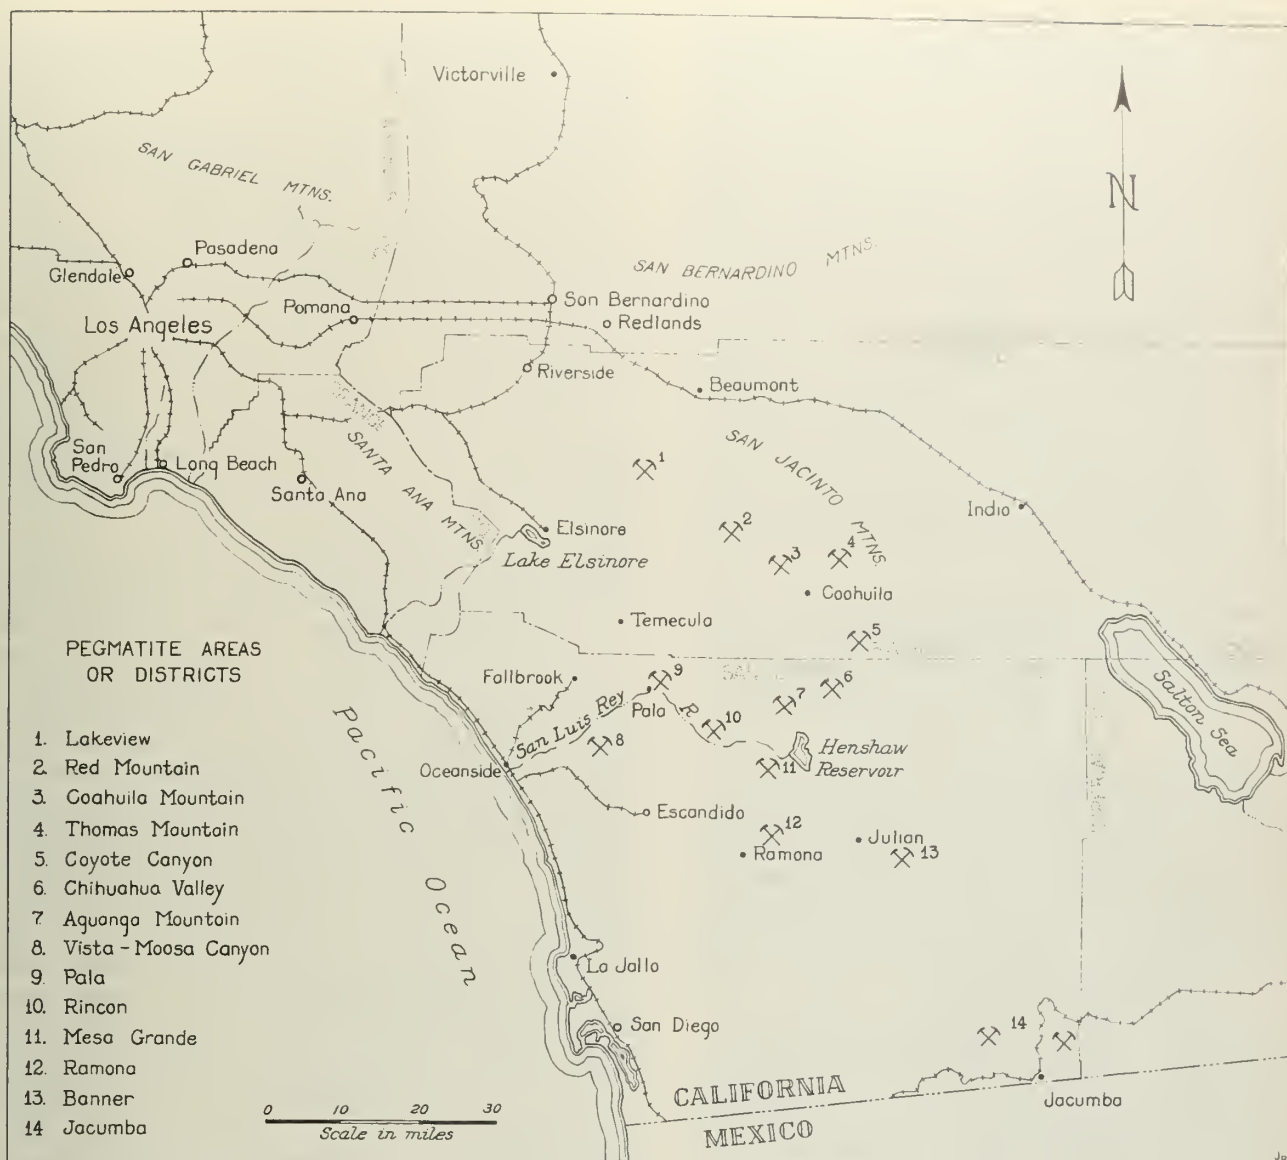 Victorville
SAN GABRIEL MTNS.
N
Pasadena
Glendale
SAN BERNARDINO MTNS.
San Bernardino
Pomana
Redlands
Los Angeles
Riverside
Beaumont
SANTA ANA MTNS.
SAN JACINTO MTNS.
San
Pedro
Long Beach
Santa Ana
1
Indio
2
Elsinore
Lake Elsinore
3
4
Coahuila
Temecula
5
PEGMATITE AREAS
OR DISTRICTS
Fallbrook
9
6
Salton Sea
Pala
San Luis Rey R.
7
10
8
Henshaw
Reservoir
Oceanside
11
Pacific Ocean
Escandido
12
Julian
Ramona
13
1. Lakeview
2. Red Mountain
3. Coahuila Mountain
4. Thomas Mountain
5. Coyote Canyon
6. Chihuahua Valley
7. Aguanga Mountain
8. Vista - Moosa Canyon
9. Pala
10. Rincon
11. Mesa Grande
12. Ramona
13. Banner
14 Jacumba
La Jallo
San Diego
14
CALIFORNIA
MEXICO
Jacumba
0 10 20 30
Scale in miles